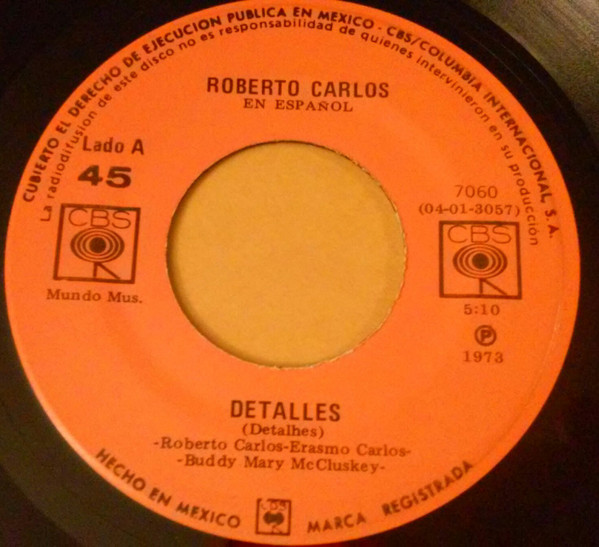 CUBIERTO EL DERECHO DE EJECUCION PUBLICA EN MEXICO - CBS/COLUMBIA INTERNACIONAL, S. A.
La radiodifusión de este disco no es responsabilidad de quienes intervinieron en su producción
ROBERTO CARLOS
EN ESPAÑOL
Lado A
45
CBS
Mundo Mus.
7060
(04-01-3057)
CBS
5:10
Ⓟ
1973
DETALLES
(Detalhes)
-Roberto Carlos-Erasmo Carlos-
-Buddy Mary McCluskey-
HECHO EN MEXICO CBS MARCA REGISTRADA